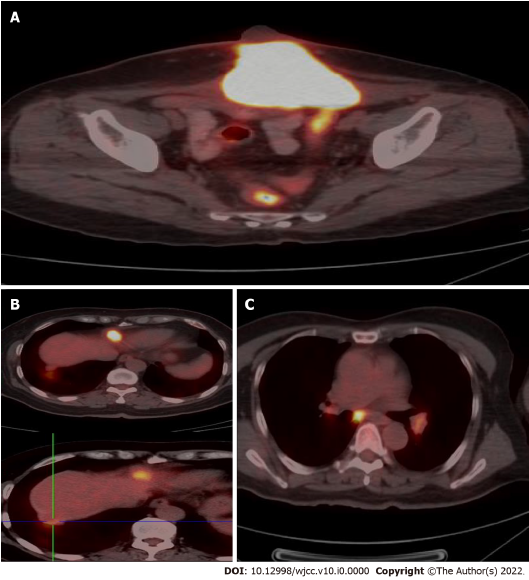 A
B
C
DOI: 10.12998/wjcc.v10.i0.0000 Copyright ©The Author(s) 2022.